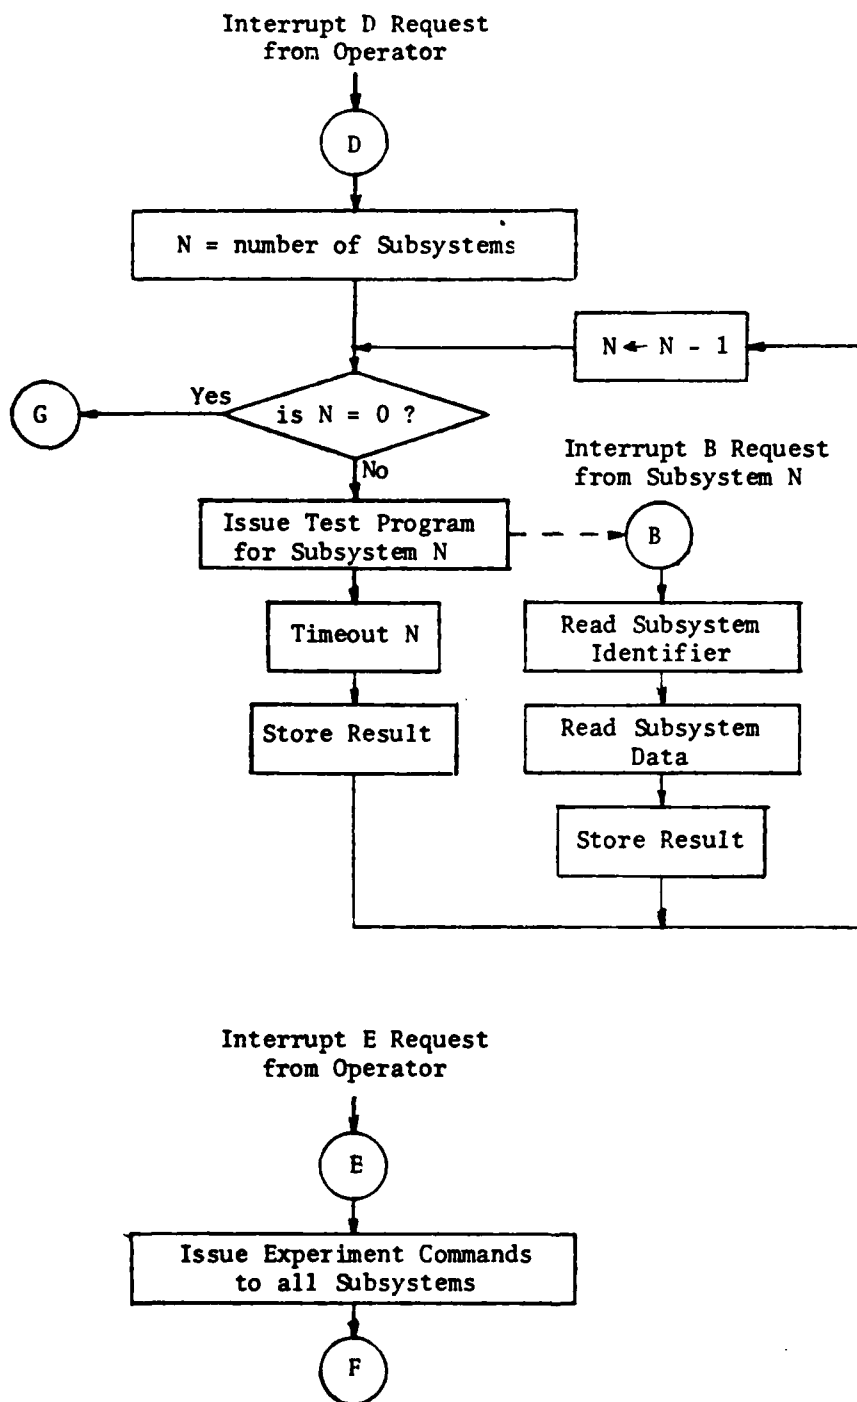 Interrupt D Request
from Operator
D
N = number of Subsystems
N ← N - 1
Yes
G
is N = 0 ?
No
Interrupt B Request
from Subsystem N
Issue Test Program
for Subsystem N
B
Timeout N
Read Subsystem
Identifier
Store Result
Read Subsystem
Data
Store Result
Interrupt E Request
from Operator
E
Issue Experiment Commands
to all Subsystems
F